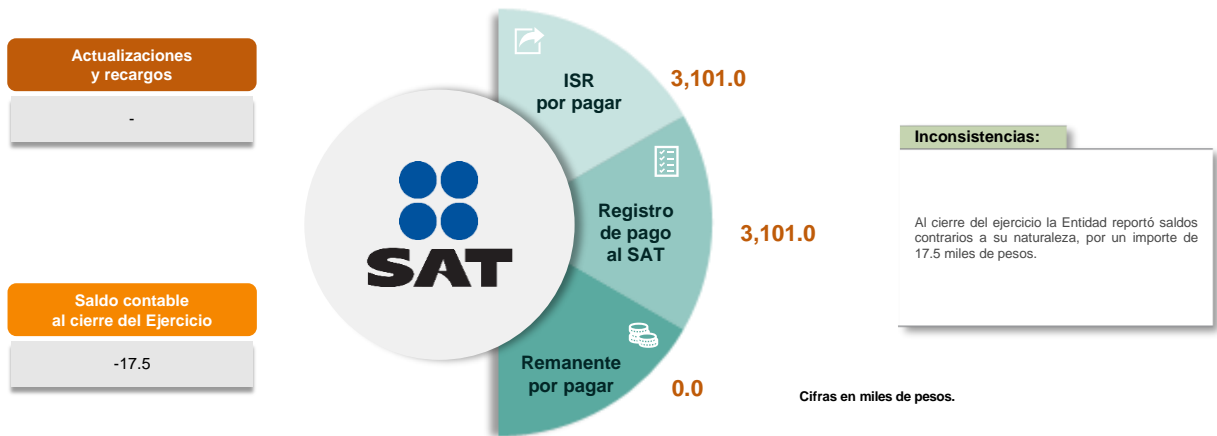 Actualizaciones
y recargos
-
Saldo contable
al cierre del Ejercicio
-17.5
SAT
ISR
por pagar
3,101.0
Registro
de pago
al SAT
3,101.0
Remanente
por pagar
0.0
Inconsistencias:
Al cierre del ejercicio la Entidad reportó saldos
contrarios a su naturaleza, por un importe de
17.5 miles de pesos.
Cifras en miles de pesos.